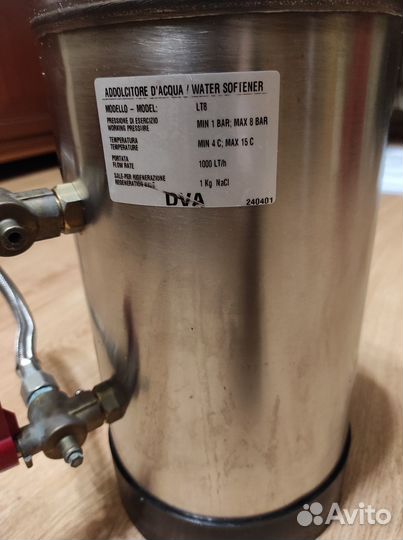 ADDOLCITORE D'ACQUA / WATER SOFTENER
MODELLO - MODEL: LT8
PRESSIONE DI ESERCIZIO
WORKING PRESSURE MIN 1 BAR; MAX 8 BAR
TEMPERATURA
TEMPERATURE MIN 4 C; MAX 15 C
PORTATA
FLOW RATE 1000 LT/h
SALE PER RIGENERAZIONE
REGENERATION SALT 1 Kg NaCl
DVA 240401
Avito